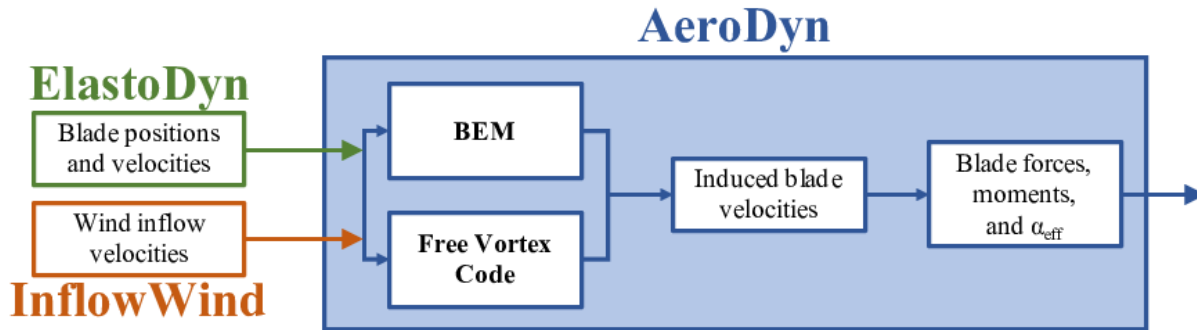 AeroDyn
ElastoDyn
Blade positions
and velocities
Wind inflow
velocities
InflowWind
BEM
Free Vortex
Code
Induced blade
velocities
Blade forces,
moments,
and αeff